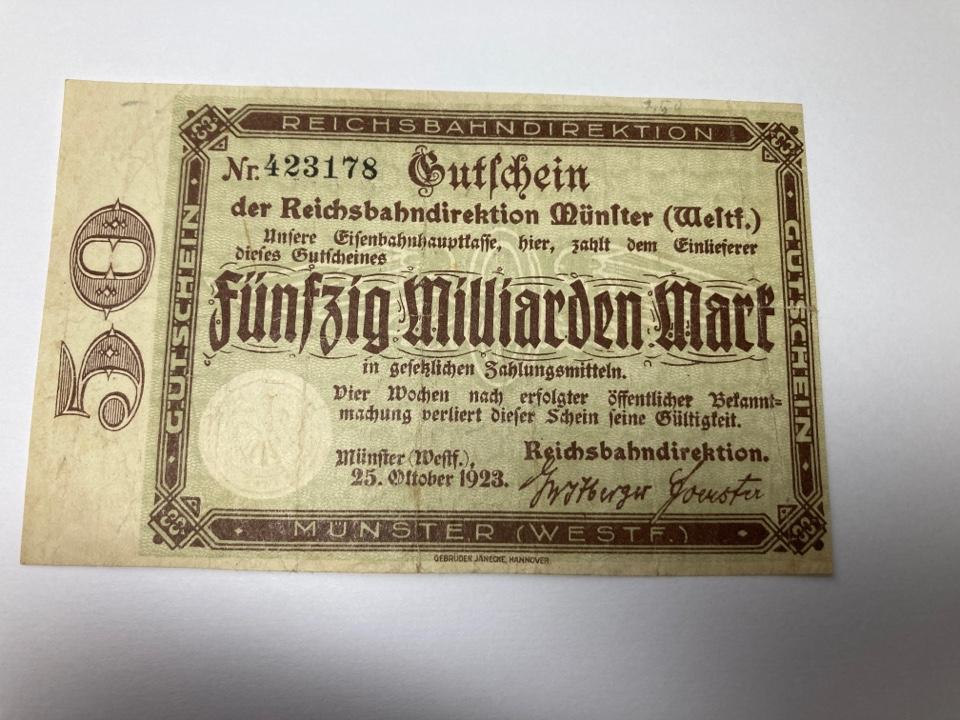 REICHSBAHNDIREKTION
Nr. 423178 Gutschein
der Reichsbahndirektion Münster (Westf.)
Unsere Eisenbahnhauptkasse, hier, zahlt dem Einlieferer
dieses Gutscheines
Fünfzig Milliarden Mark
in gesetzlichen Zahlungsmitteln.
Vier Wochen nach erfolgter öffentlicher Bekannt=
machung verliert dieser Schein seine Gültigkeit.
Münster (Westf.),
25. Oktober 1923.
Reichsbahndirektion.
MÜNSTER (WESTF.)
GEBRÜDER JÄNECKE, HANNOVER
50
GUTSCHEIN
GUTSCHEIN